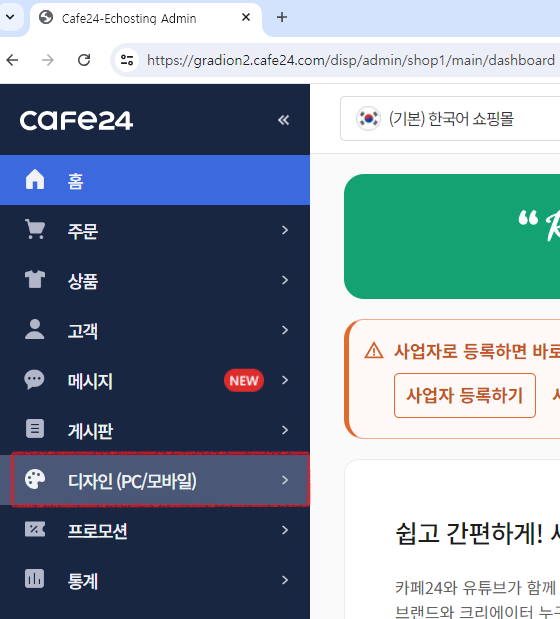 Cafe24-Echosting Admin
https://gradion2.cafe24.com/disp/admin/shop1/main/dashboard
CAFE24
(기본) 한국어 쇼핑몰
홈
주문
상품
고객
메시지 NEW
게시판
디자인 (PC/모바일)
프로모션
통계
“
사업자로 등록하면 바로
사업자 등록하기
쉽고 간편하게!
카페24와 유튜브가 함께
브랜드와 크리에이터 누구